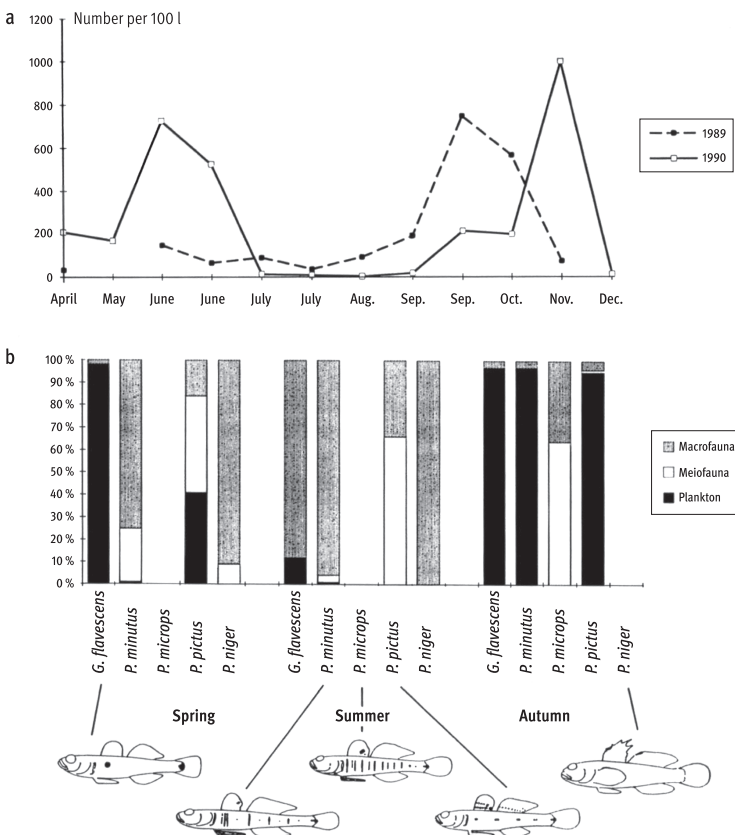 a
Number per 100 l
1200
1000
800
600
400
200
0
April May June June July July Aug. Sep. Sep. Oct. Nov. Dec.
1989
1990
b
100 %
90 %
80 %
70 %
60 %
50 %
40 %
30 %
20 %
10 %
0 %
Macrofauna
Meiofauna
Plankton
G. flavescens
P. minutus
P. microps
P. pictus
P. niger
G. flavescens
P. minutus
P. microps
P. pictus
P. niger
G. flavescens
P. minutus
P. microps
P. pictus
P. niger
Spring Summer Autumn